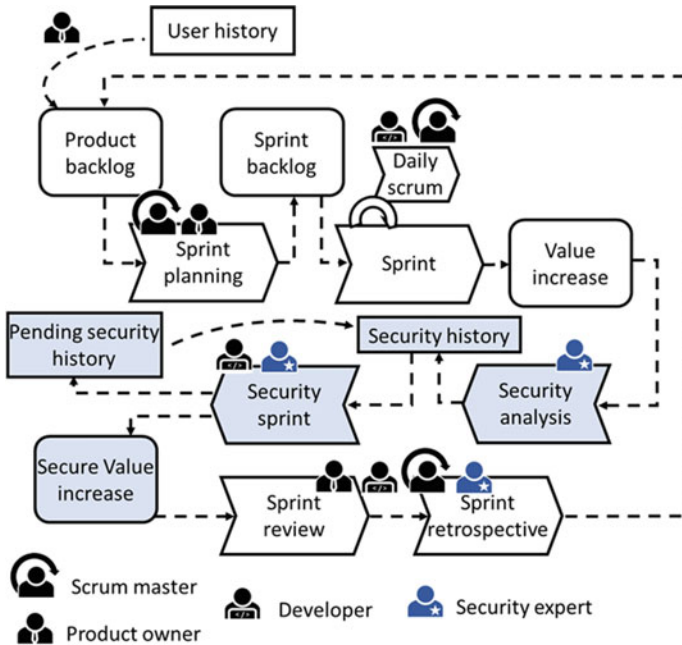 User history
Product
backlog
Sprint
backlog
Daily
scrum
Sprint
planning
Sprint
Value
increase
Pending security
history
Security history
Security
sprint
Security
analysis
Secure Value
increase
Sprint
review
Sprint
retrospective
Scrum master
Developer
Security expert
Product owner